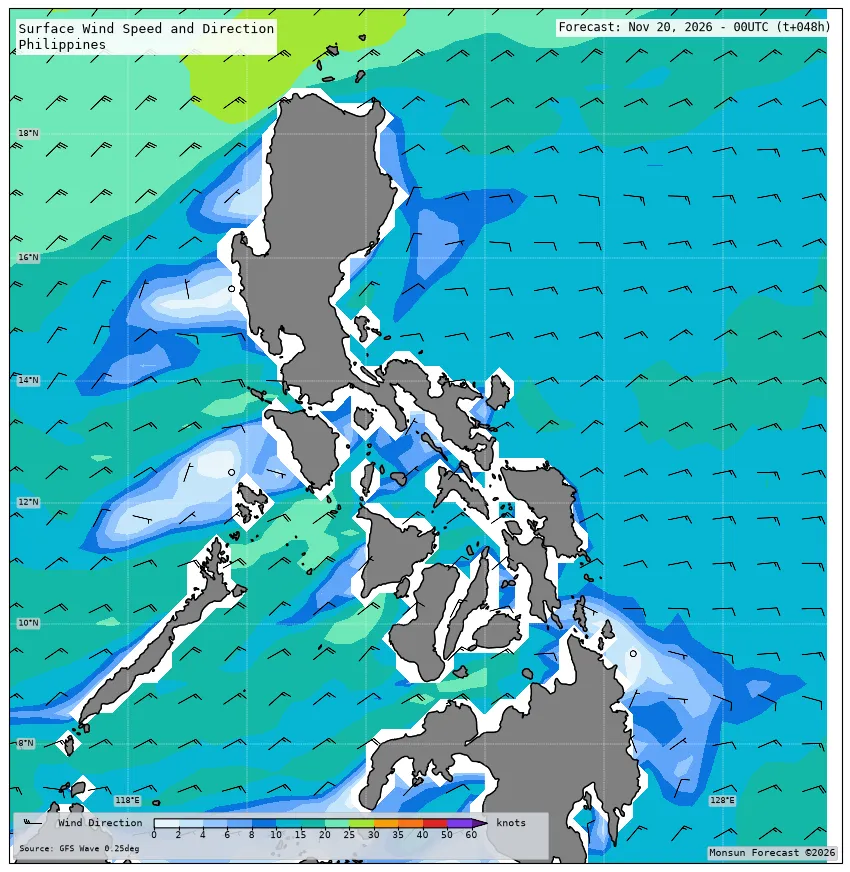 Surface Wind Speed and Direction
Philippines
Forecast: Nov 20, 2026 - 00UTC (t+048h)
18°N
16°N
14°N
12°N
10°N
8°N
118°E
128°E
Wind Direction
knots
0 2 4 6 8 10 15 20 25 30 35 40 50 60
Source: GFS Wave 0.25deg
Monsun Forecast ©2026